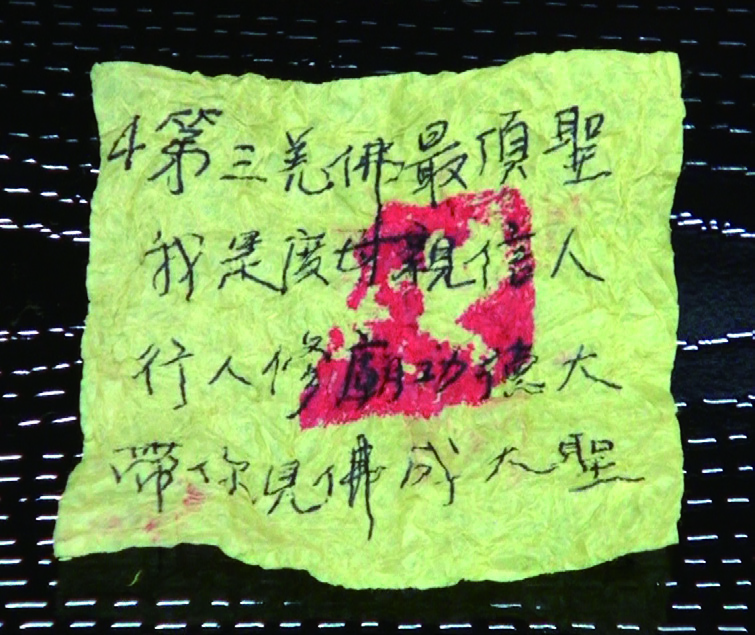 4第三羌佛最頂聖
我是度母親信人
行人修廟功德大
帶你見佛成大聖